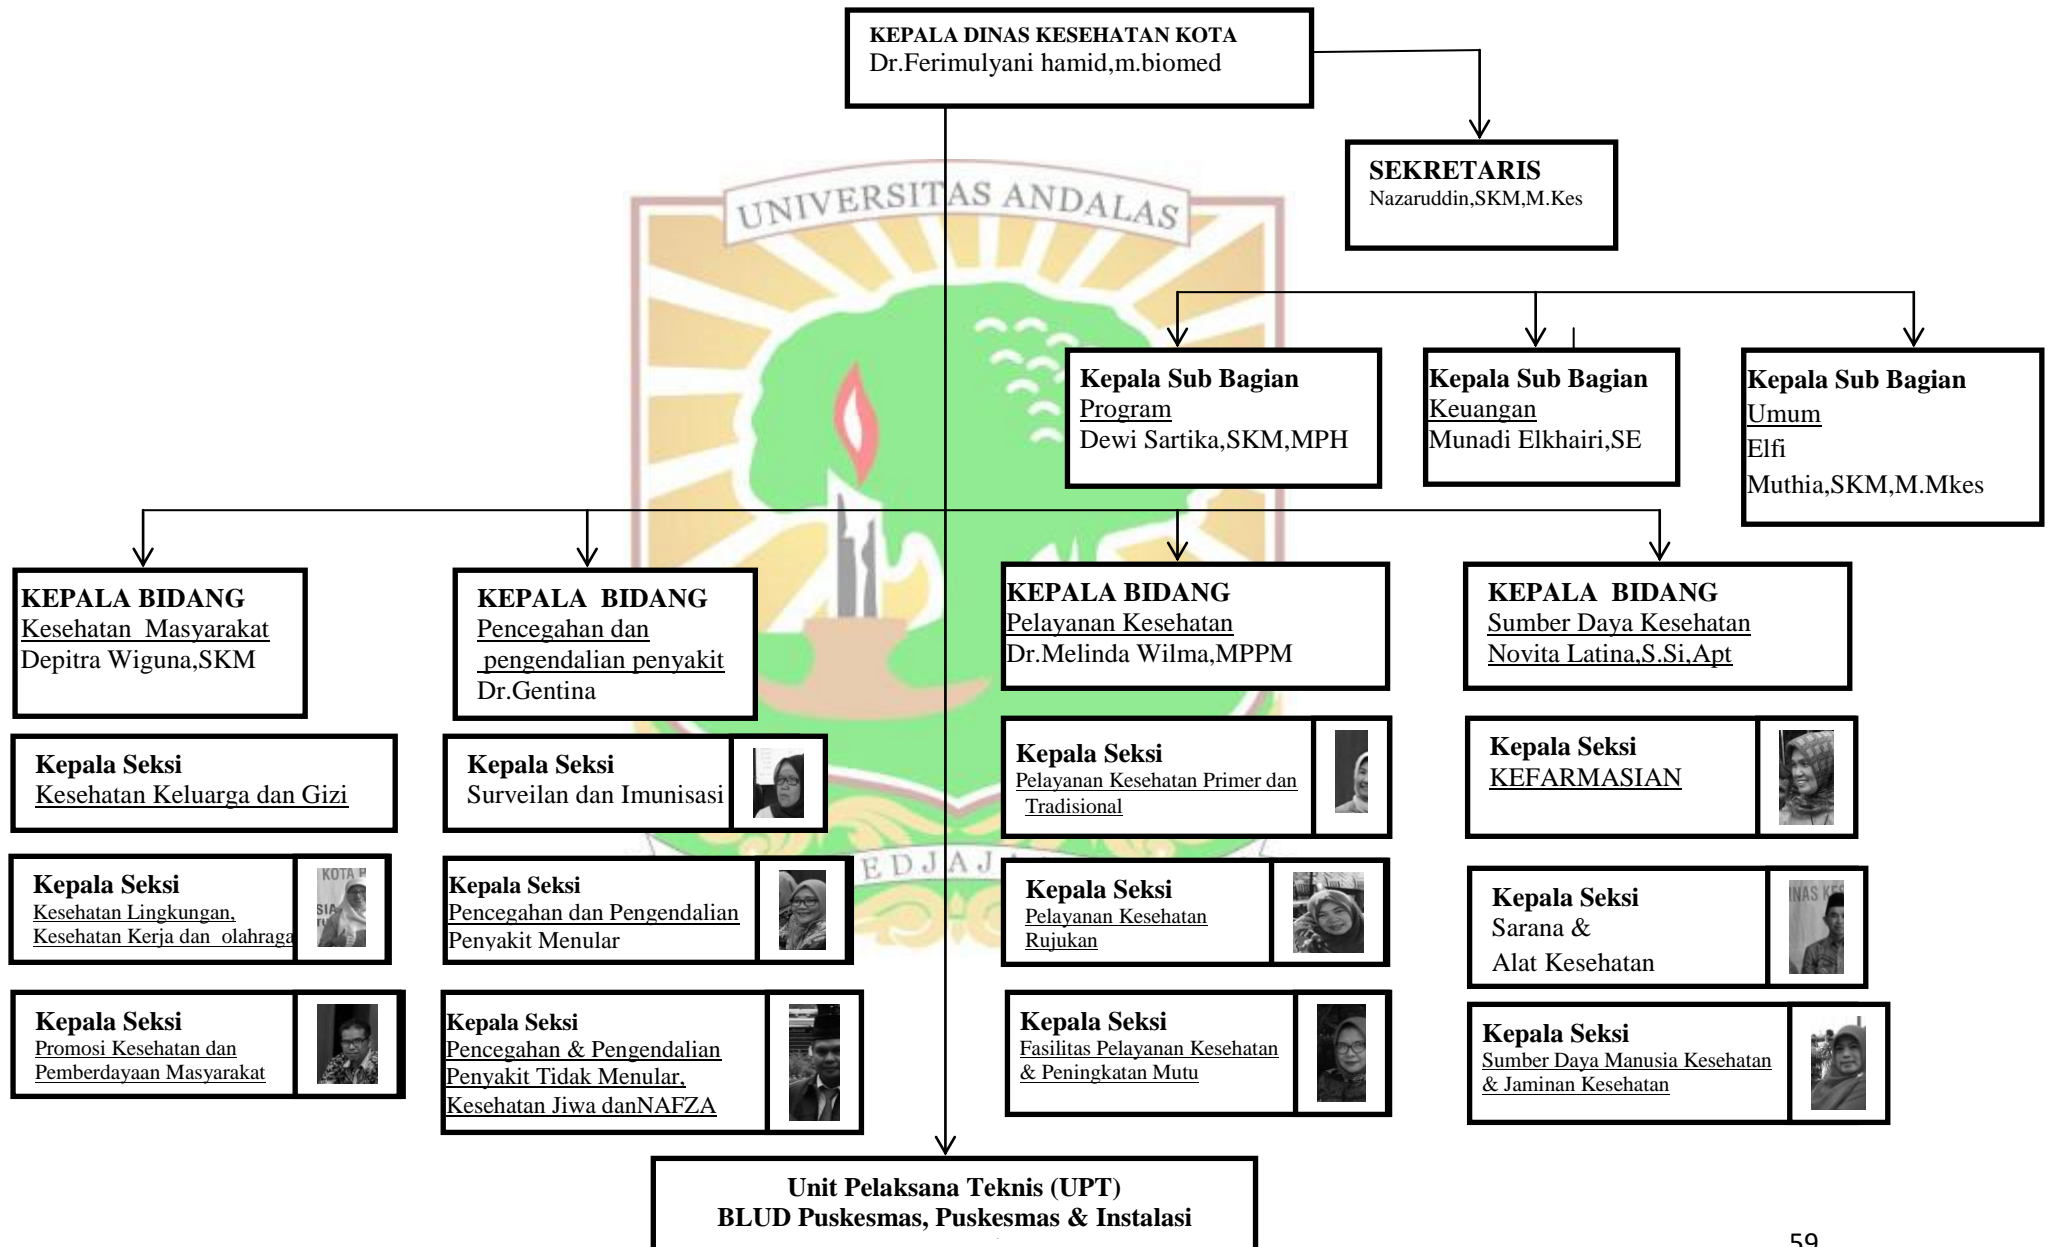 KEPALA DINAS KESEHATAN KOTA
Dr.Ferimulyani hamid,m.biomed
SEKRETARIS
Nazaruddin,SKM,M.Kes
UNIVERSITAS ANDALAS
Kepala Sub Bagian
Program
Dewi Sartika,SKM,MPH
Kepala Sub Bagian
Keuangan
Munadi Elkhairi,SE
Kepala Sub Bagian
Umum
Elfi
Muthia,SKM,M.Mkes
KEPALA BIDANG
Kesehatan Masyarakat
Depitra Wiguna,SKM
KEPALA BIDANG
Pencegahan dan
pengendalian penyakit
Dr.Gentina
KEPALA BIDANG
Pelayanan Kesehatan
Dr.Melinda Wilma,MPPM
KEPALA BIDANG
Sumber Daya Kesehatan
Novita Latina,S.Si,Apt
Kepala Seksi
Kesehatan Keluarga dan Gizi
Kepala Seksi
Surveilan dan Imunisasi
Kepala Seksi
Pelayanan Kesehatan Primer dan
Tradisional
Kepala Seksi
KEFARMASIAN
Kepala Seksi
Kesehatan Lingkungan,
Kesehatan Kerja dan olahraga
KOTA
Kepala Seksi
Pencegahan dan Pengendalian
Penyakit Menular
Kepala Seksi
Pelayanan Kesehatan
Rujukan
Kepala Seksi
Sarana &
Alat Kesehatan
Kepala Seksi
Promosi Kesehatan dan
Pemberdayaan Masyarakat
Kepala Seksi
Pencegahan & Pengendalian
Penyakit Tidak Menular,
Kesehatan Jiwa danNAFZA
Kepala Seksi
Fasilitas Pelayanan Kesehatan
& Peningkatan Mutu
Kepala Seksi
Sumber Daya Manusia Kesehatan
& Jaminan Kesehatan
Unit Pelaksana Teknis (UPT)
BLUD Puskesmas, Puskesmas & Instalasi
59